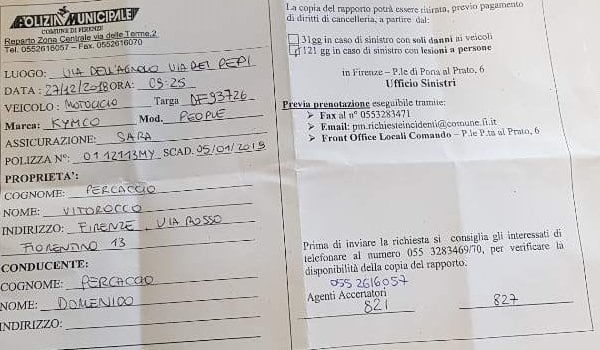 POLIZIA MUNICIPALE
COMUNE DI FIRENZE
Reparto Zona Centrale via delle Terme,2
Tel. 0552616057 – Fax. 0552616070
LUOGO: VIA DELL'AGNOLO VIA DEI PEPI
DATA: 27/12/2018 ORA: 09-25
VEICOLO: MOTOCICLO Targa DF93726
Marca: KYMCO Mod. PEOPLE
ASSICURAZIONE: SARA
POLIZZA N°: 0112113MY SCAD. 05/01/2019
PROPRIETA':
COGNOME: PERCACCIO
NOME: VITOROCCO
INDIRIZZO: FIRENZE VIA ROSSO
FIORENTINO 13
CONDUCENTE:
COGNOME: PERCACCIO
NOME: DOMENICO
INDIRIZZO:
La copia del rapporto potrà essere ritirata, previo pagamento
di diritti di cancelleria, a partire dal:
31gg in caso di sinistro con soli danni ai veicoli
121 gg in caso di sinistro con lesioni a persone
in Firenze – P.le di Porta al Prato, 6
Ufficio Sinistri
Previa prenotazione eseguibile tramite:
➤ Fax al n° 0553283471
➤ Email: pm.richiesteincidenti@comune.fi.it
➤ Front Office Locali Comando – P.le P.ta al Prato, 6
Prima di inviare la richiesta si consiglia gli interessati di
telefonare al numero 055 3283469/70, per verificare la
disponibilità della copia del rapporto.
055 2616057
Agenti Accertatori
821 827